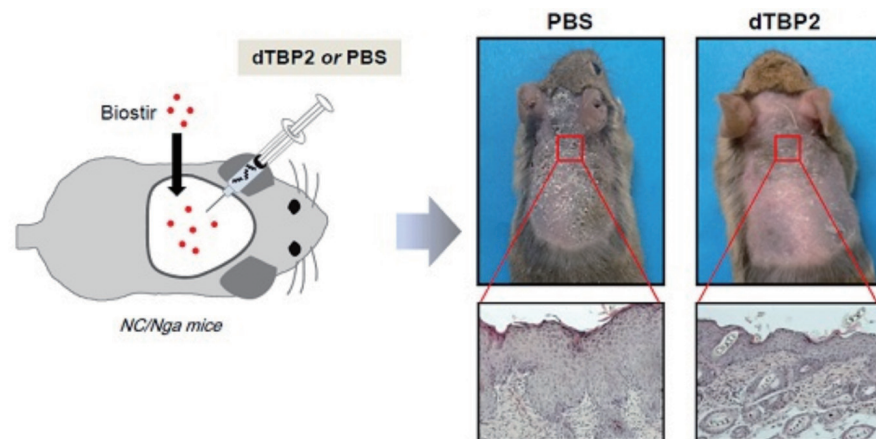 dTBP2 or PBS
Biostir
NC/Nga mice
PBS
dTBP2